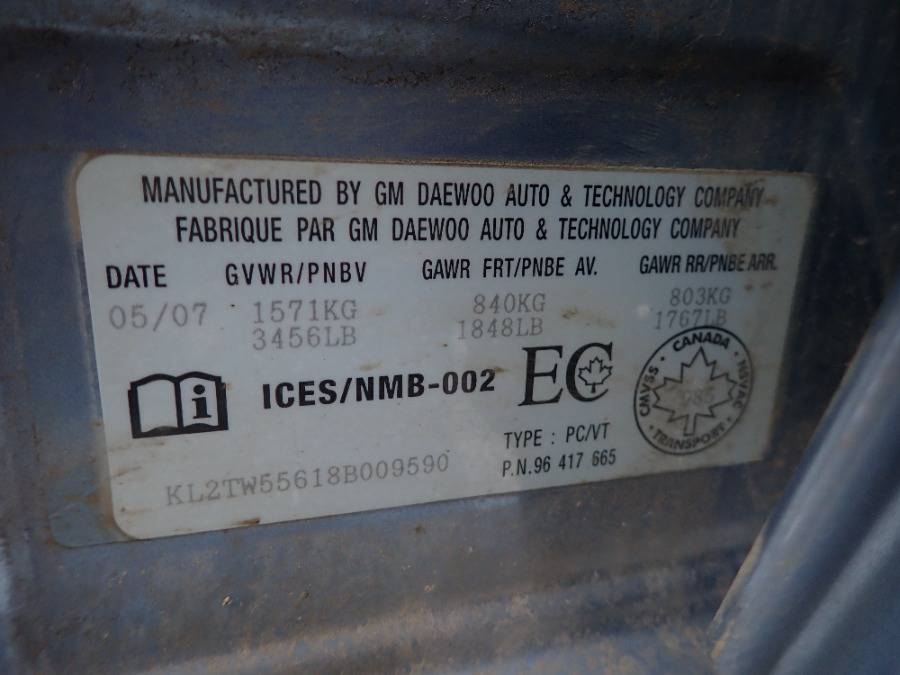 MANUFACTURED BY GM DAEWOO AUTO & TECHNOLOGY COMPANY
FABRIQUE PAR GM DAEWOO AUTO & TECHNOLOGY COMPANY
DATE GVWR/PNBV GAWR FRT/PNBE AV. GAWR RR/PNBE ARR.
05/07 1571KG 840KG 803KG
3456LB 1848LB 1767LB
i ICES/NMB-002 EC
CANADA
CMVSS NSVAC
TRANSPORT
TYPE : PC/VT
P.N.96 417 665
KL2TW55618B009590